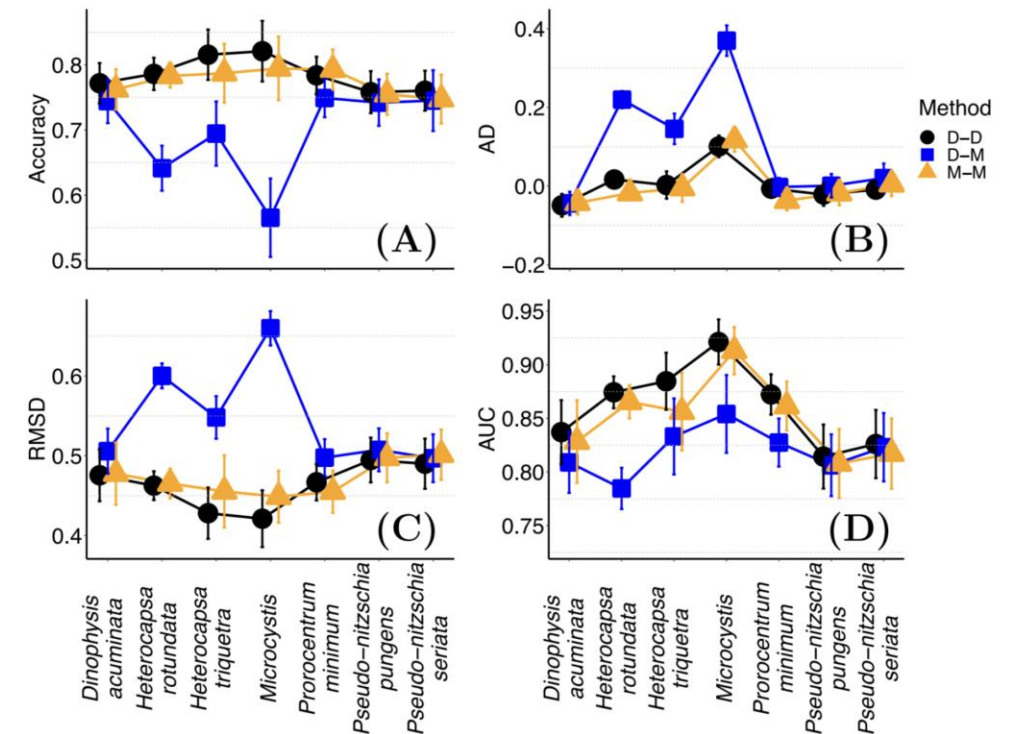 Accuracy
0.8
0.7
0.6
0.5
(A)
AD
0.4
0.2
0.0
−0.2
(B)
Method
D−D
D−M
M−M
RMSD
0.6
0.5
0.4
(C)
AUC
0.95
0.90
0.85
0.80
0.75
(D)
Dinophysis
acuminata
Heterocapsa
rotundata
Heterocapsa
triquetra
Microcystis
Prorocentrum
minimum
Pseudo−nitzschia
pungens
Pseudo−nitzschia
seriata
Dinophysis
acuminata
Heterocapsa
rotundata
Heterocapsa
triquetra
Microcystis
Prorocentrum
minimum
Pseudo−nitzschia
pungens
Pseudo−nitzschia
seriata